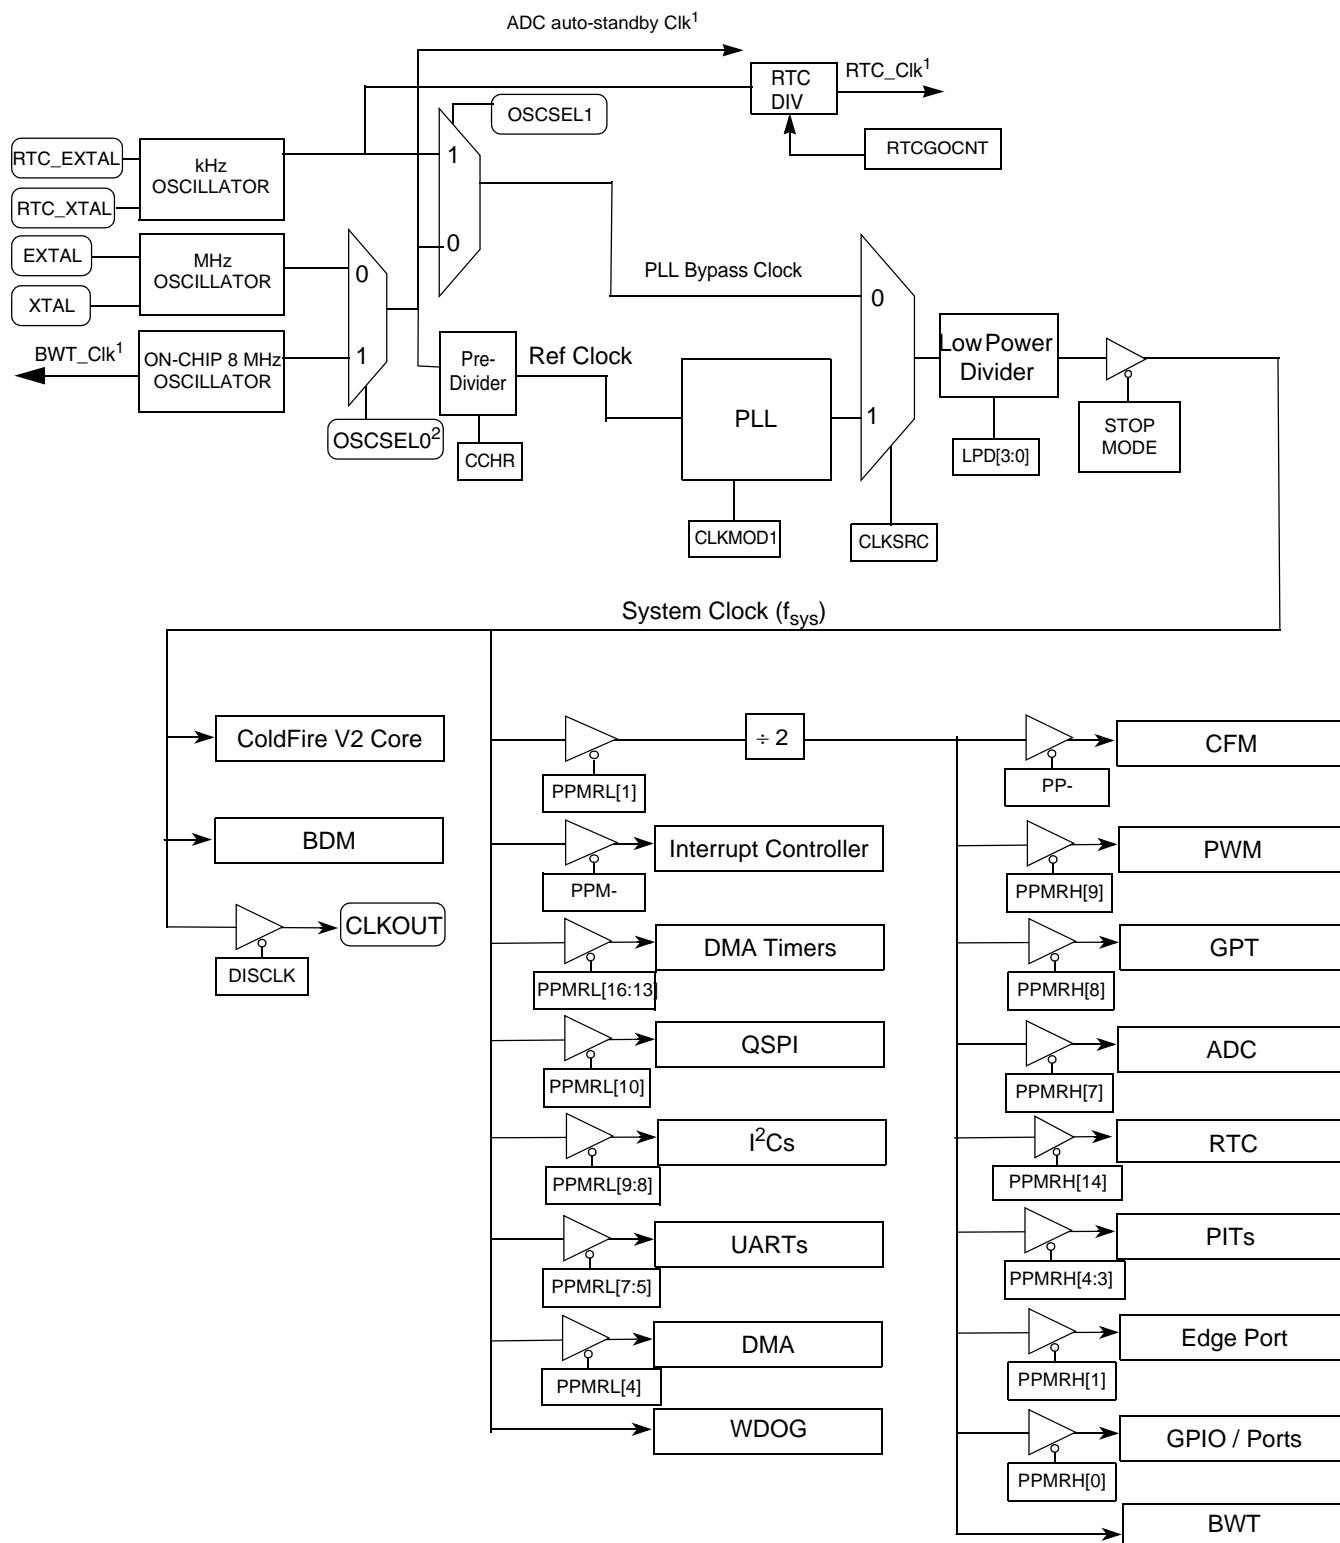 ADC auto-standby Clk1
RTC_Clk1
RTC
DIV
OSCSEL1
RTCGOCNT
RTC_EXTAL
kHz
OSCILLATOR
1
RTC_XTAL
0
EXTAL
MHz
OSCILLATOR
0
XTAL
PLL Bypass Clock
0
BWT_Clk1
ON-CHIP 8 MHz
OSCILLATOR
1
Pre-
Divider
Ref Clock
PLL
1
Low Power
Divider
STOP
MODE
OSCSEL02
CCHR
LPD[3:0]
CLKMOD1
CLKSRC
System Clock (fsys)
ColdFire V2 Core
÷ 2
CFM
PPMRL[1]
PP-
BDM
Interrupt Controller
PWM
PPM-
PPMRH[9]
CLKOUT
DMA Timers
GPT
DISCLK
PPMRL[16:13]
PPMRH[8]
QSPI
ADC
PPMRL[10]
PPMRH[7]
I2Cs
RTC
PPMRL[9:8]
PPMRH[14]
UARTs
PITs
PPMRL[7:5]
PPMRH[4:3]
DMA
Edge Port
PPMRL[4]
PPMRH[1]
WDOG
GPIO / Ports
PPMRH[0]
BWT